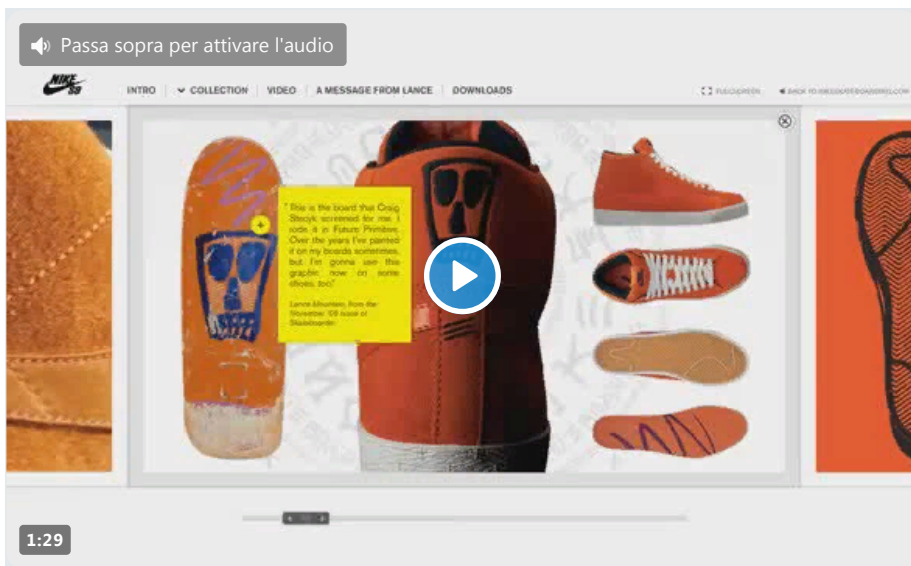 Passa sopra per attivare l'audio
NIKE SB
INTRO
COLLECTION
VIDEO
A MESSAGE FROM LANCE
DOWNLOADS
FULLSCREEN
"This is the board that Craig
Stecyk screened for me. I
rode it in Future Primitive.
Over the years I've painted
it on my boards sometimes,
but I'm gonna use this
graphic now on some
shoes, too."
Lance Mountain, from the
November '08 issue of
Skateboarder
1:29